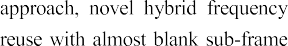 approach, novel hybrid frequency
reuse with almost blank sub-frame